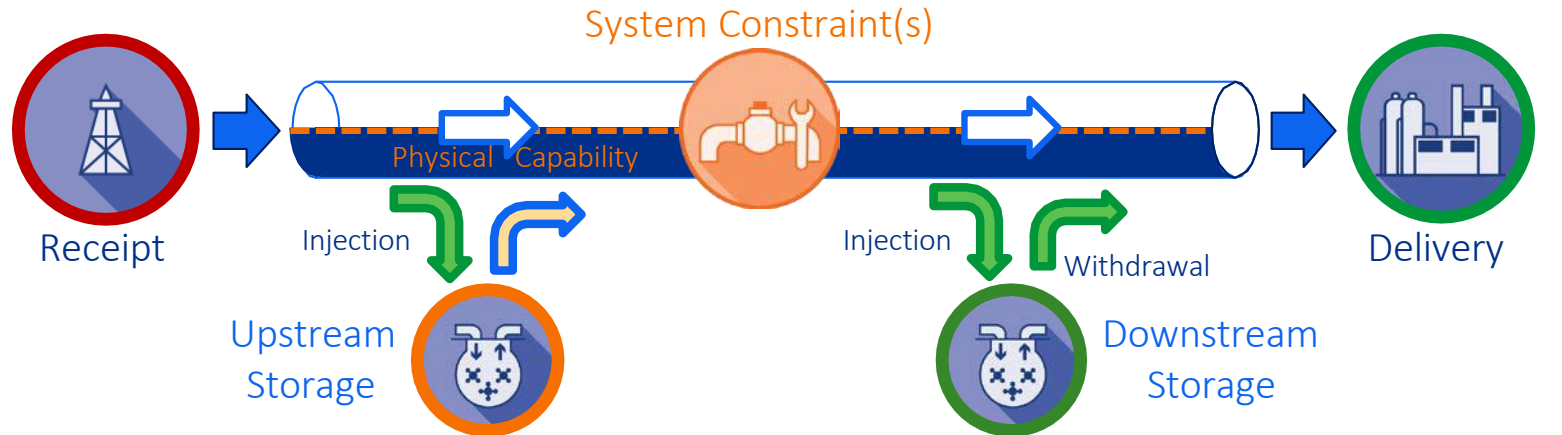 System Constraint(s)
Physical Capability
Receipt
Injection
Injection
Withdrawal
Delivery
Upstream
Storage
Downstream
Storage